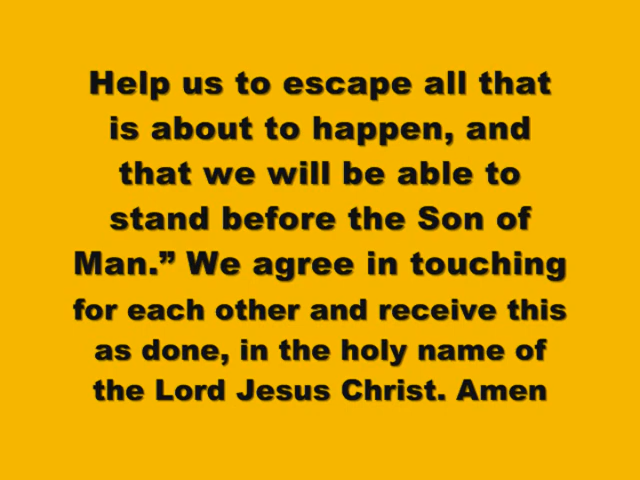 Help us to escape all that
is about to happen, and
that we will be able to
stand before the Son of
Man.” We agree in touching
for each other and receive this
as done, in the holy name of
the Lord Jesus Christ. Amen